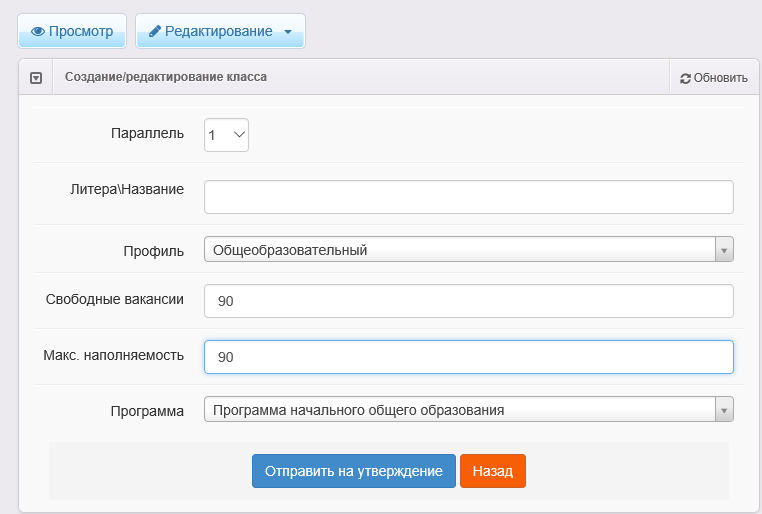 Просмотр
Редактирование
Создание/редактирование класса
Обновить
Параллель
1
Литера\Название
Профиль
Общеобразовательный
Свободные вакансии
90
Макс. наполняемость
90
Программа
Программа начального общего образования
Отправить на утверждение
Назад